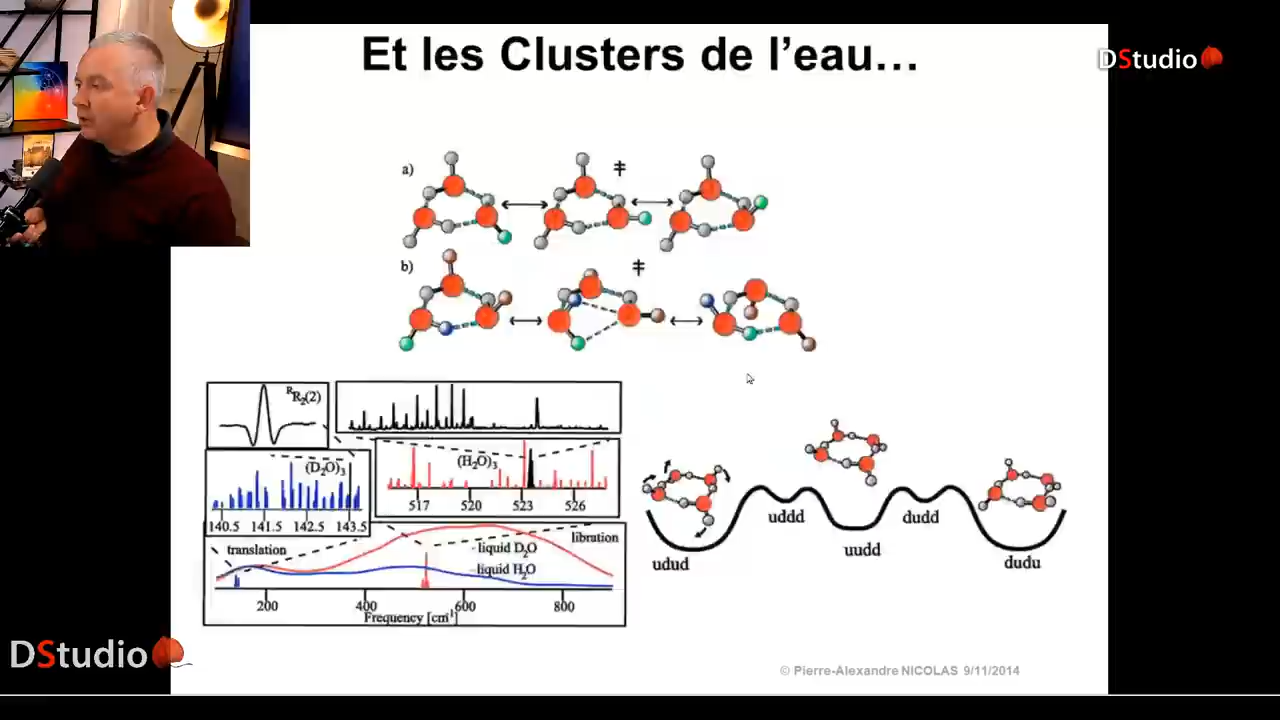 Et les Clusters de l'eau…
DStudio
a)
‡
b)
‡
RR2(2)
(D2O)3
140.5 141.5 142.5 143.5
(H2O)3
517 520 523 526
translation
libration
liquid D2O
liquid H2O
200 400 600 800
Frequency [cm-1]
udud
uddd
uudd
dudd
dudu
DStudio
© Pierre-Alexandre NICOLAS 9/11/2014